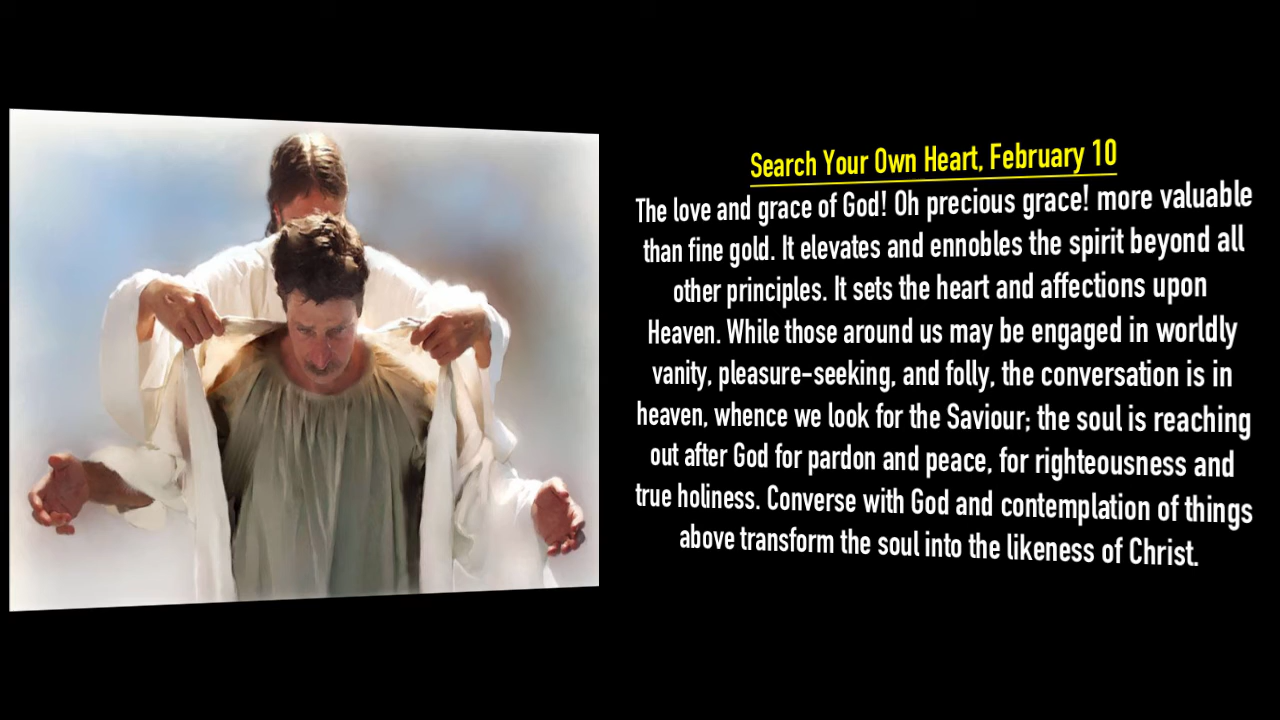 Search Your Own Heart, February 10
The love and grace of God! Oh precious grace! more valuable
than fine gold. It elevates and ennobles the spirit beyond all
other principles. It sets the heart and affections upon
Heaven. While those around us may be engaged in worldly
vanity, pleasure-seeking, and folly, the conversation is in
heaven, whence we look for the Saviour; the soul is reaching
out after God for pardon and peace, for righteousness and
true holiness. Converse with God and contemplation of things
above transform the soul into the likeness of Christ.